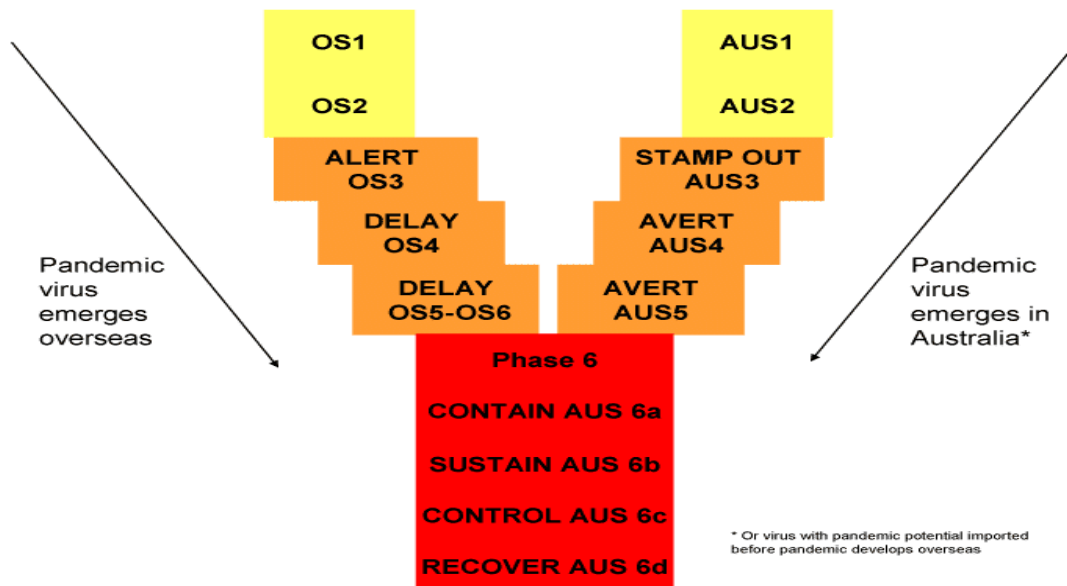 OS1
OS2
ALERT
OS3
DELAY
OS4
DELAY
OS5-OS6
AUS1
AUS2
STAMP OUT
AUS3
AVERT
AUS4
AVERT
AUS5
Pandemic
virus
emerges
overseas
Pandemic
virus
emerges in
Australia*
Phase 6
CONTAIN AUS 6a
SUSTAIN AUS 6b
CONTROL AUS 6c
RECOVER AUS 6d
* Or virus with pandemic potential imported
before pandemic develops overseas